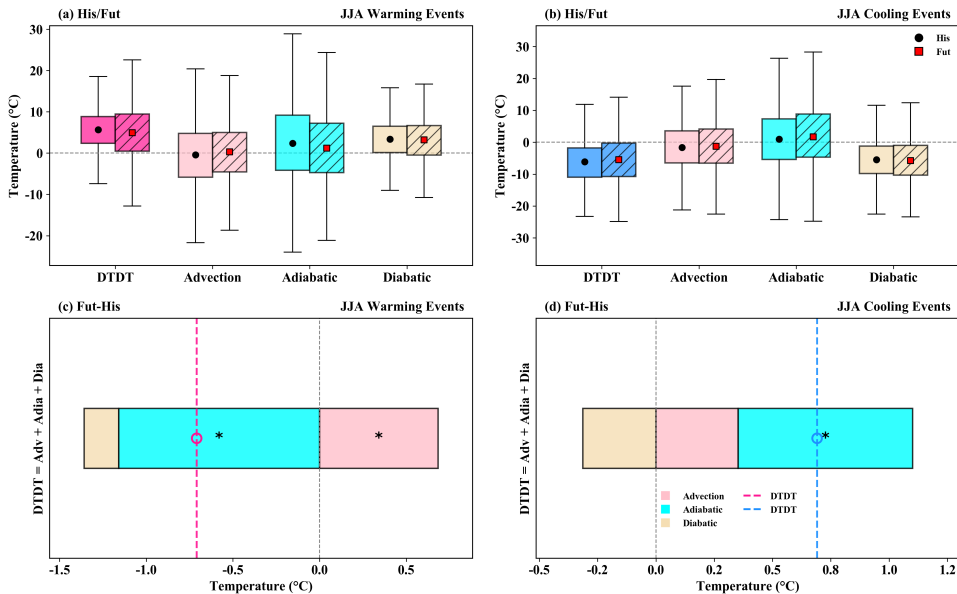 (a) His/Fut JJA Warming Events
30
20
10
0
-10
-20
Temperature (°C)
DTDT Advection Adiabatic Diabatic
(b) His/Fut JJA Cooling Events
His
Fut
30
20
10
0
-10
-20
-30
Temperature (°C)
DTDT Advection Adiabatic Diabatic
(c) Fut-His JJA Warming Events
DTDT = Adv + Adia + Dia
*
*
-1.5 -1.0 -0.5 0.0 0.5
Temperature (°C)
(d) Fut-His JJA Cooling Events
DTDT = Adv + Adia + Dia
*
Advection DTDT
Adiabatic DTDT
Diabatic
-0.5 -0.2 0.0 0.2 0.5 0.8 1.0 1.2
Temperature (°C)